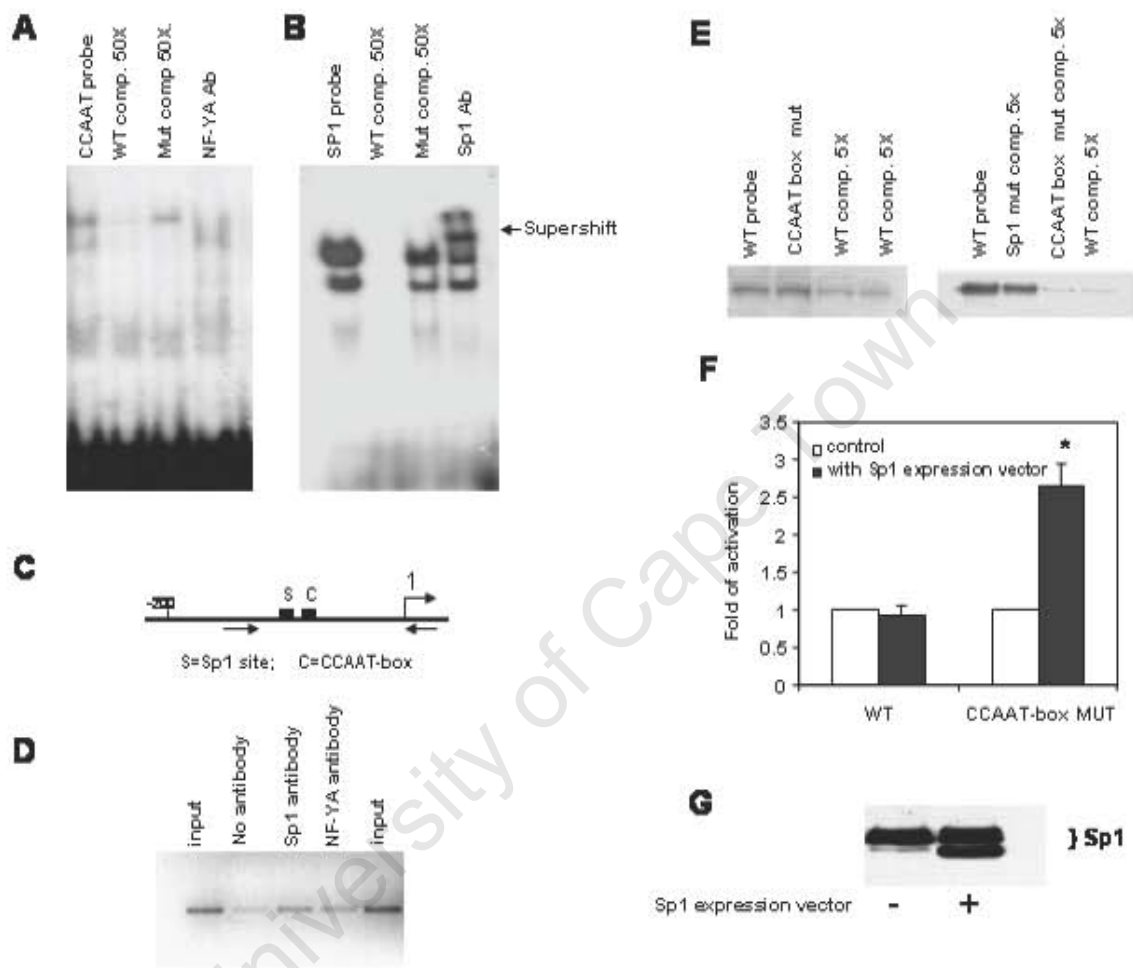 A
CCAAT probe
WT comp. 50X
Mut comp 50X.
NF-YA Ab
B
SP1 probe
WT comp. 50X
Mut comp. 50X
Sp1 Ab
Supershift
C
S C 1
S=Sp1 site; C=CCAAT-box
D
input
No antibody
Sp1 antibody
NF-YA antibody
input
E
WT probe
CCAAT box mut
WT comp. 5X
WT comp. 5X
WT probe
Sp1 mut comp. 5x
CCAAT box mut comp. 5x
WT comp. 5X
F
Fold of activation
3.5
3
2.5
2
1.5
1
0.5
0
control
with Sp1 expression vector
*
WT
CCAAT-box MUT
G
} Sp1
Sp1 expression vector - +
University of Cape Town